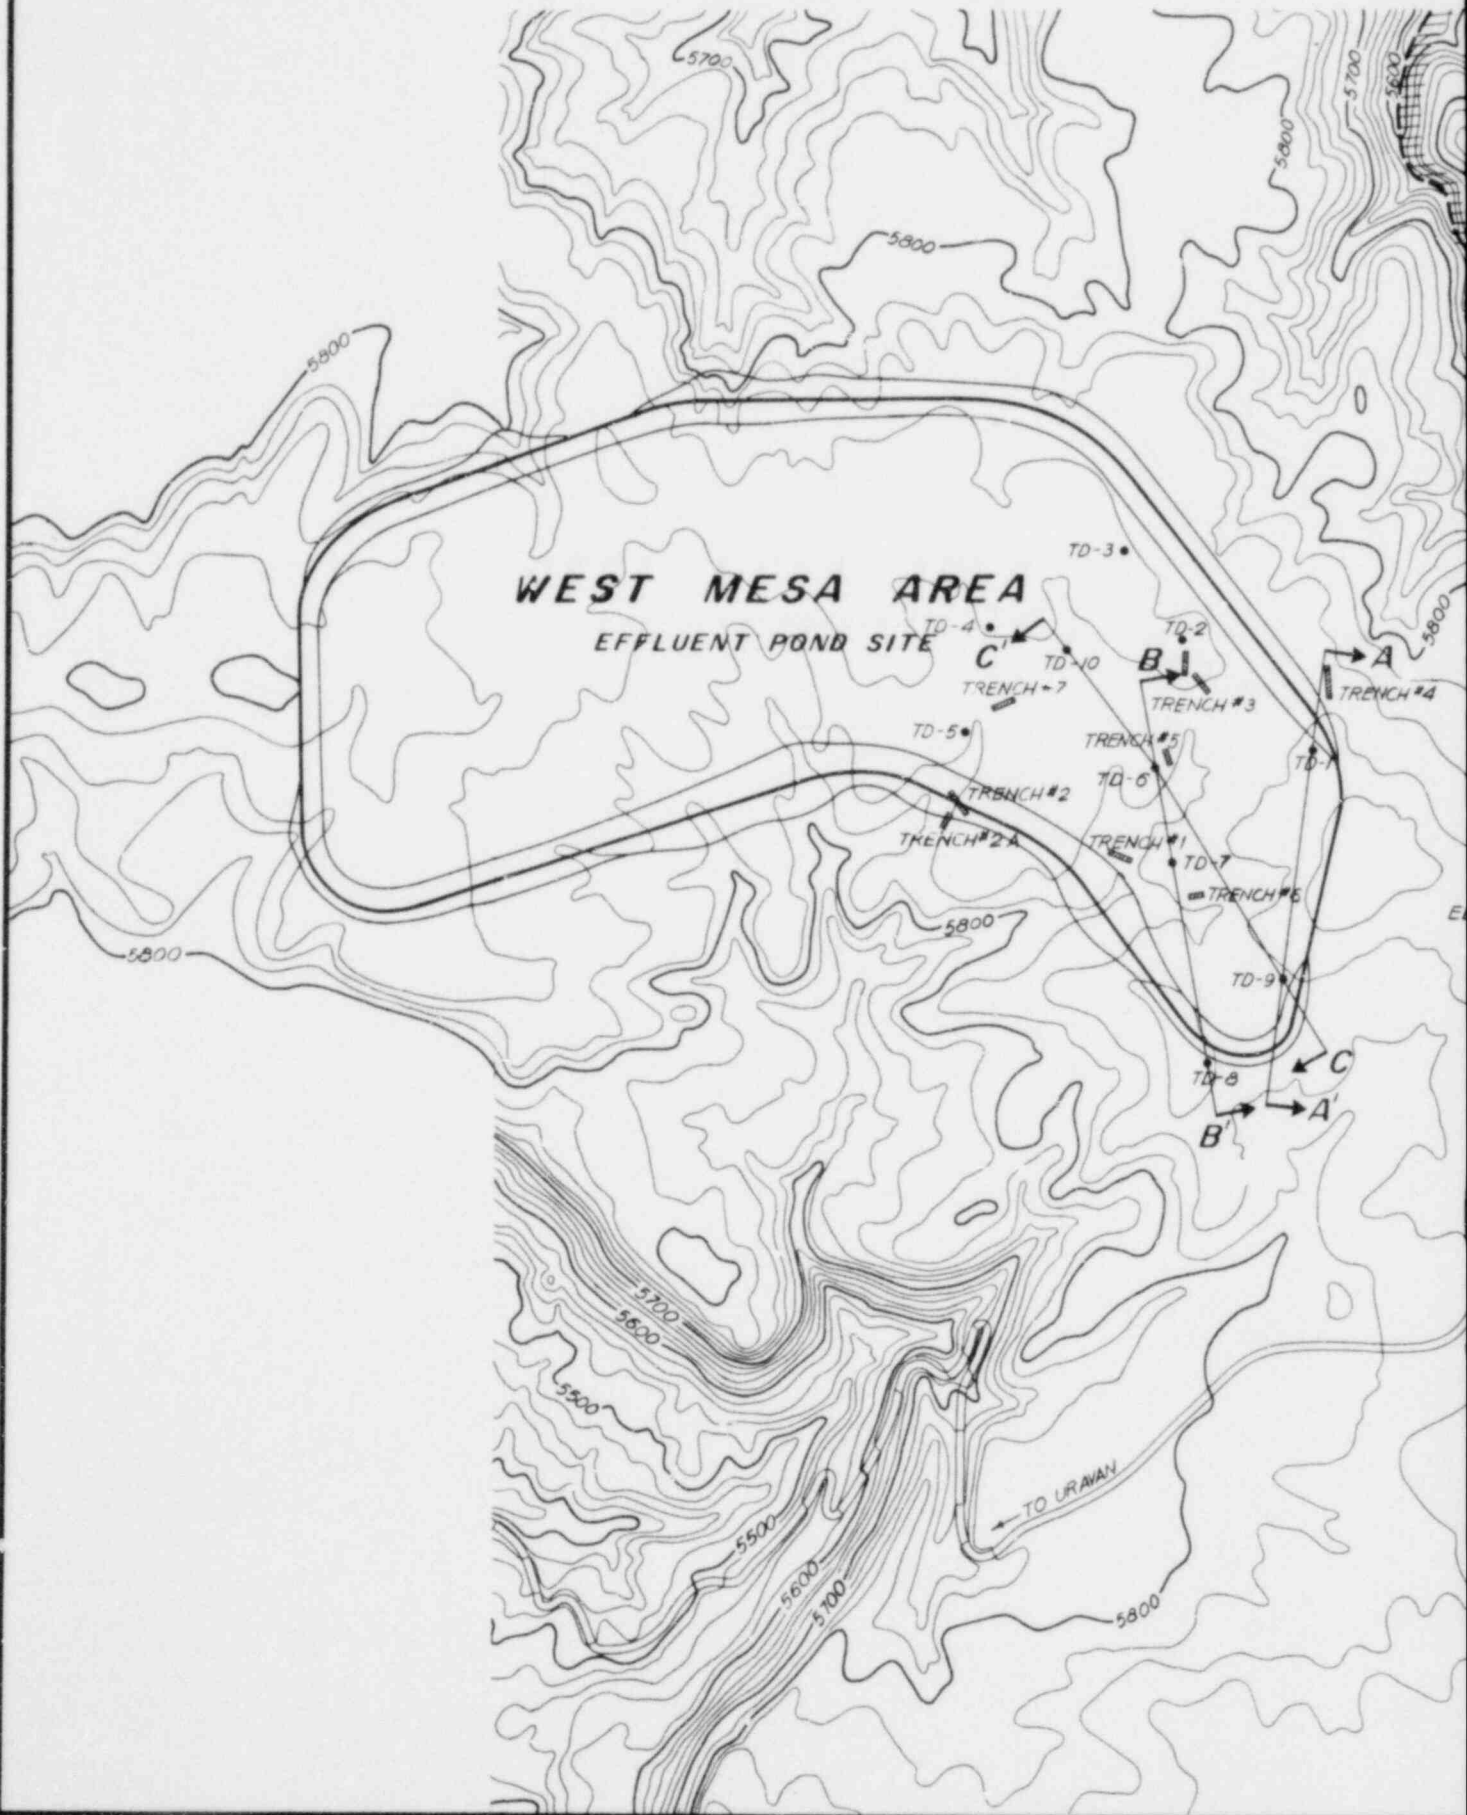 5700
5700
5600
5800
5800
5800
TD-3
WEST MESA AREA
EFFLUENT POND SITE
5800
TD-4
TD-2
C'
TD-10
B
A
TRENCH #7
TRENCH #3
TRENCH #4
TD-5
TRENCH #5
TD-1
TD-6
TRENCH #2
TRENCH #2A
TRENCH #1
TD-7
TRENCH #6
5800
5800
TD-9
C
TD-8
A'
B'
5700
5600
5500
TO URAVAN
5500
5600
5700
5800